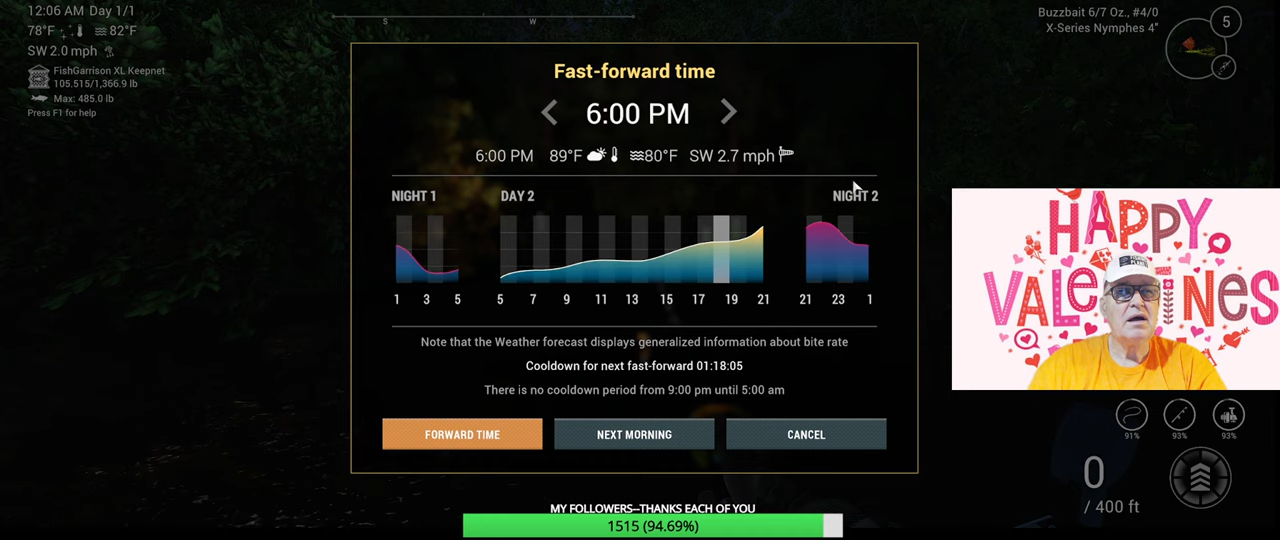 12:06 AM Day 1/1
78°F 82°F
SW 2.0 mph
FishGarrison XL Keepnet
105.515/1,366.9 lb
Max: 485.0 lb
Press F1 for help
S W
Buzzbait 6/7 Oz., #4/0
X-Series Nymphes 4"
5
Fast-forward time
6:00 PM
6:00 PM 89°F 80°F SW 2.7 mph
NIGHT 1 DAY 2 NIGHT 2
1 3 5 5 7 9 11 13 15 17 19 21 21 23 1
Note that the Weather forecast displays generalized information about bite rate
Cooldown for next fast-forward 01:18:05
There is no cooldown period from 9:00 pm until 5:00 am
FORWARD TIME NEXT MORNING CANCEL
HAPPY
VALENTINES
91% 93% 93%
0
/ 400 ft
MY FOLLOWERS--THANKS EACH OF YOU
1515 (94.69%)